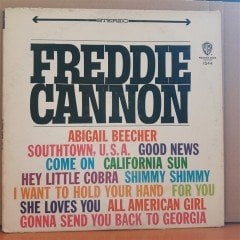 STEREO
FREDDIE
CANNON
ABIGAIL BEECHER
SOUTHTOWN, U.S.A. GOOD NEWS
COME ON CALIFORNIA SUN
HEY LITTLE COBRA SHIMMY SHIMMY
I WANT TO HOLD YOUR HAND FOR YOU
SHE LOVES YOU ALL AMERICAN GIRL
GONNA SEND YOU BACK TO GEORGIA